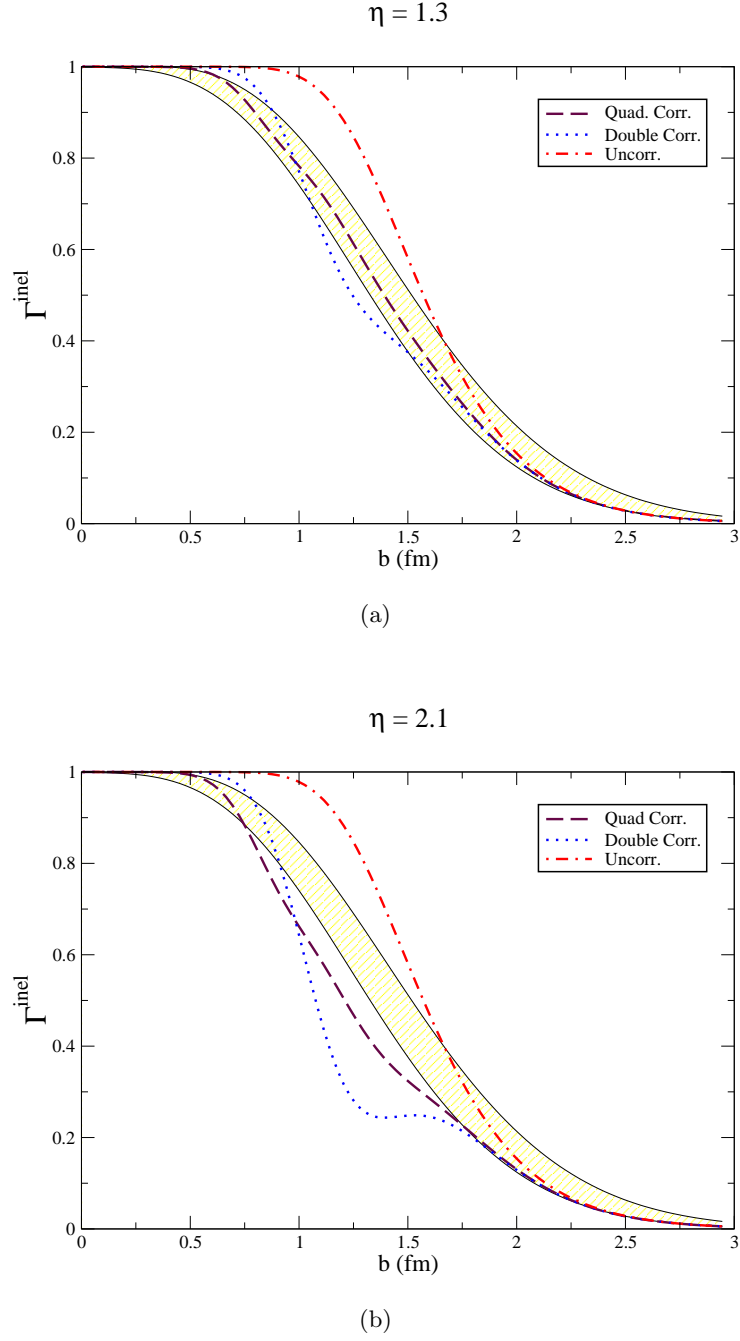 η = 1.3
1
0.8
0.6
0.4
0.2
0
Γ^inel
Quad. Corr.
Double Corr.
Uncorr.
0 0.5 1 1.5 2 2.5 3
b (fm)
(a)
η = 2.1
1
0.8
0.6
0.4
0.2
0
Γ^inel
Quad Corr.
Double Corr.
Uncorr.
0 0.5 1 1.5 2 2.5 3
b (fm)
(b)